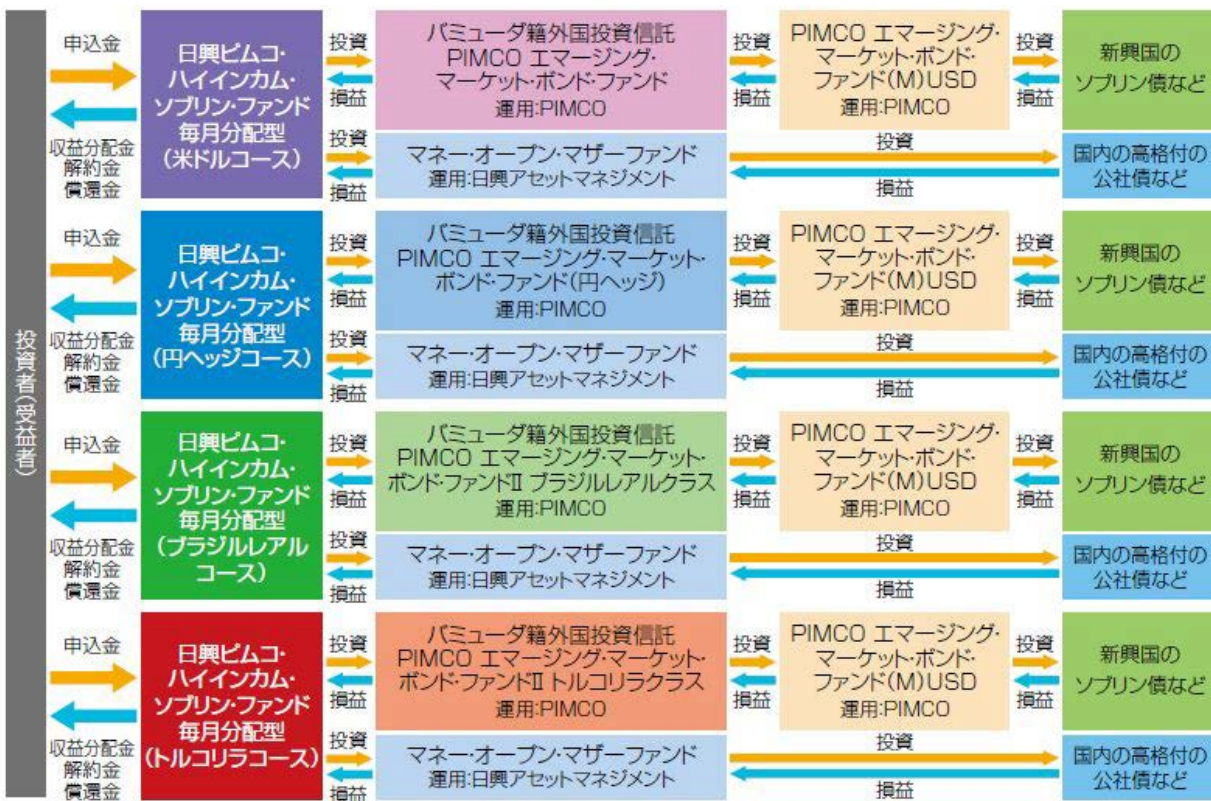 投資者(受益者)
申込金
収益分配金
解約金
償還金
日興ピムコ・
ハイインカム・
ソブリン・ファンド
毎月分配型
(米ドルコース)
投資
損益
バミューダ籍外国投資信託
PIMCO エマージング・
マーケット・ボンド・ファンド
運用:PIMCO
投資
損益
PIMCO エマージング・
マーケット・ボンド・
ファンド(M)USD
運用:PIMCO
投資
損益
新興国の
ソブリン債など
投資
損益
マネー・オープン・マザーファンド
運用:日興アセットマネジメント
投資
損益
国内の高格付の
公社債など
申込金
収益分配金
解約金
償還金
日興ピムコ・
ハイインカム・
ソブリン・ファンド
毎月分配型
(円ヘッジコース)
投資
損益
バミューダ籍外国投資信託
PIMCO エマージング・マーケット・
ボンド・ファンド(円ヘッジ)
運用:PIMCO
投資
損益
PIMCO エマージング・
マーケット・ボンド・
ファンド(M)USD
運用:PIMCO
投資
損益
新興国の
ソブリン債など
投資
損益
マネー・オープン・マザーファンド
運用:日興アセットマネジメント
投資
損益
国内の高格付の
公社債など
申込金
収益分配金
解約金
償還金
日興ピムコ・
ハイインカム・
ソブリン・ファンド
毎月分配型
(ブラジルレアル
コース)
投資
損益
バミューダ籍外国投資信託
PIMCO エマージング・マーケット・
ボンド・ファンドⅡ ブラジルレアルクラス
運用:PIMCO
投資
損益
PIMCO エマージング・
マーケット・ボンド・
ファンド(M)USD
運用:PIMCO
投資
損益
新興国の
ソブリン債など
投資
損益
マネー・オープン・マザーファンド
運用:日興アセットマネジメント
投資
損益
国内の高格付の
公社債など
申込金
収益分配金
解約金
償還金
日興ピムコ・
ハイインカム・
ソブリン・ファンド
毎月分配型
(トルコリラコース)
投資
損益
バミューダ籍外国投資信託
PIMCO エマージング・マーケット・
ボンド・ファンドⅡ トルコリラクラス
運用:PIMCO
投資
損益
PIMCO エマージング・
マーケット・ボンド・
ファンド(M)USD
運用:PIMCO
投資
損益
新興国の
ソブリン債など
投資
損益
マネー・オープン・マザーファンド
運用:日興アセットマネジメント
投資
損益
国内の高格付の
公社債など